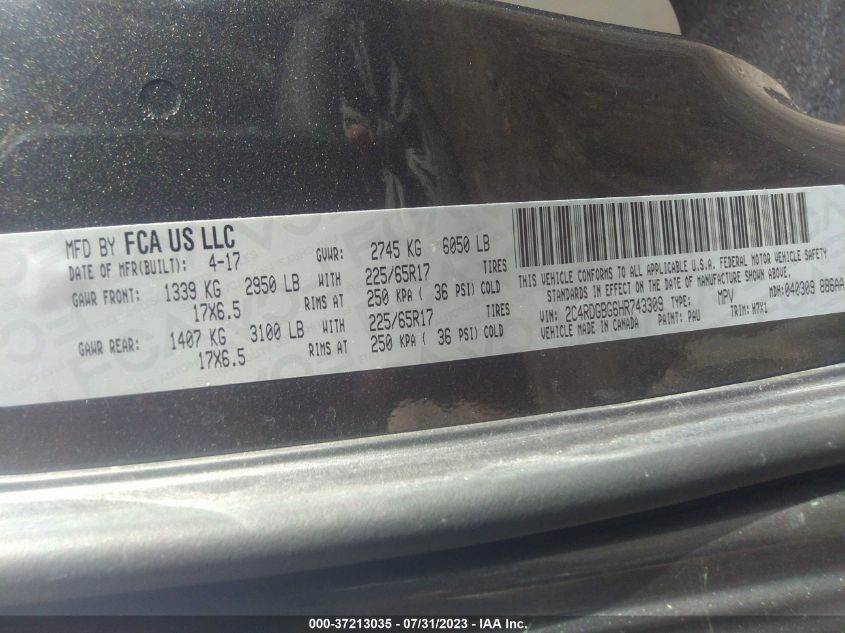 MFD BY FCA US LLC
DATE OF MFR(BUILT): 4-17 GVWR: 2745 KG 6050 LB
GAWR FRONT: 1339 KG 2950 LB WITH 225/65R17 TIRES
17X6.5 RIMS AT 250 KPA ( 36 PSI) COLD
GAWR REAR: 1407 KG 3100 LB WITH 225/65R17 TIRES
17X6.5 RIMS AT 250 KPA ( 36 PSI) COLD
THIS VEHICLE CONFORMS TO ALL APPLICABLE U.S.A. FEDERAL MOTOR VEHICLE SAFETY
STANDARDS IN EFFECT ON THE DATE OF MANUFACTURE SHOWN ABOVE.
VIN: 2C4RDGBG6HR743309 TYPE: MPV MDH: 040309 886AA
VEHICLE MADE IN CANADA PAINT: PAU TRIM: H7X1
000-37213035 - 07/31/2023 - IAA Inc.